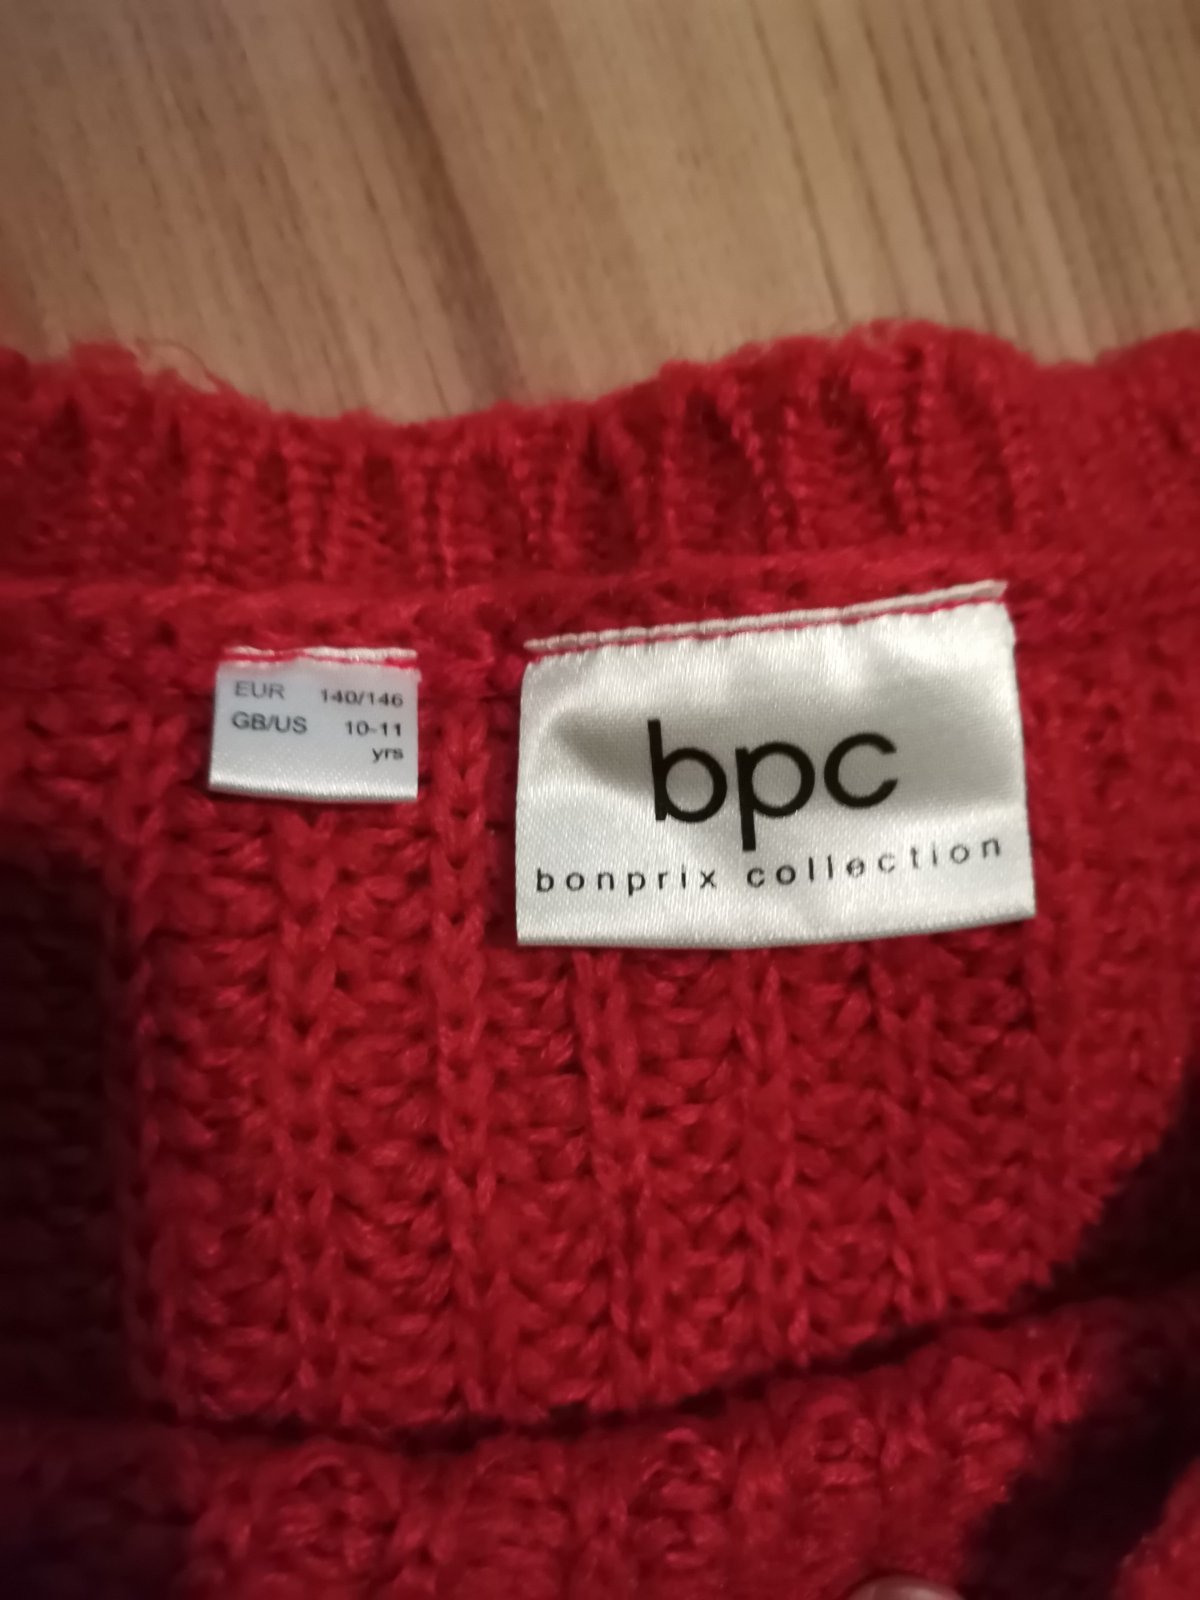 EUR 140/146
GB/US 10-11
yrs
bpc
bonprix collection